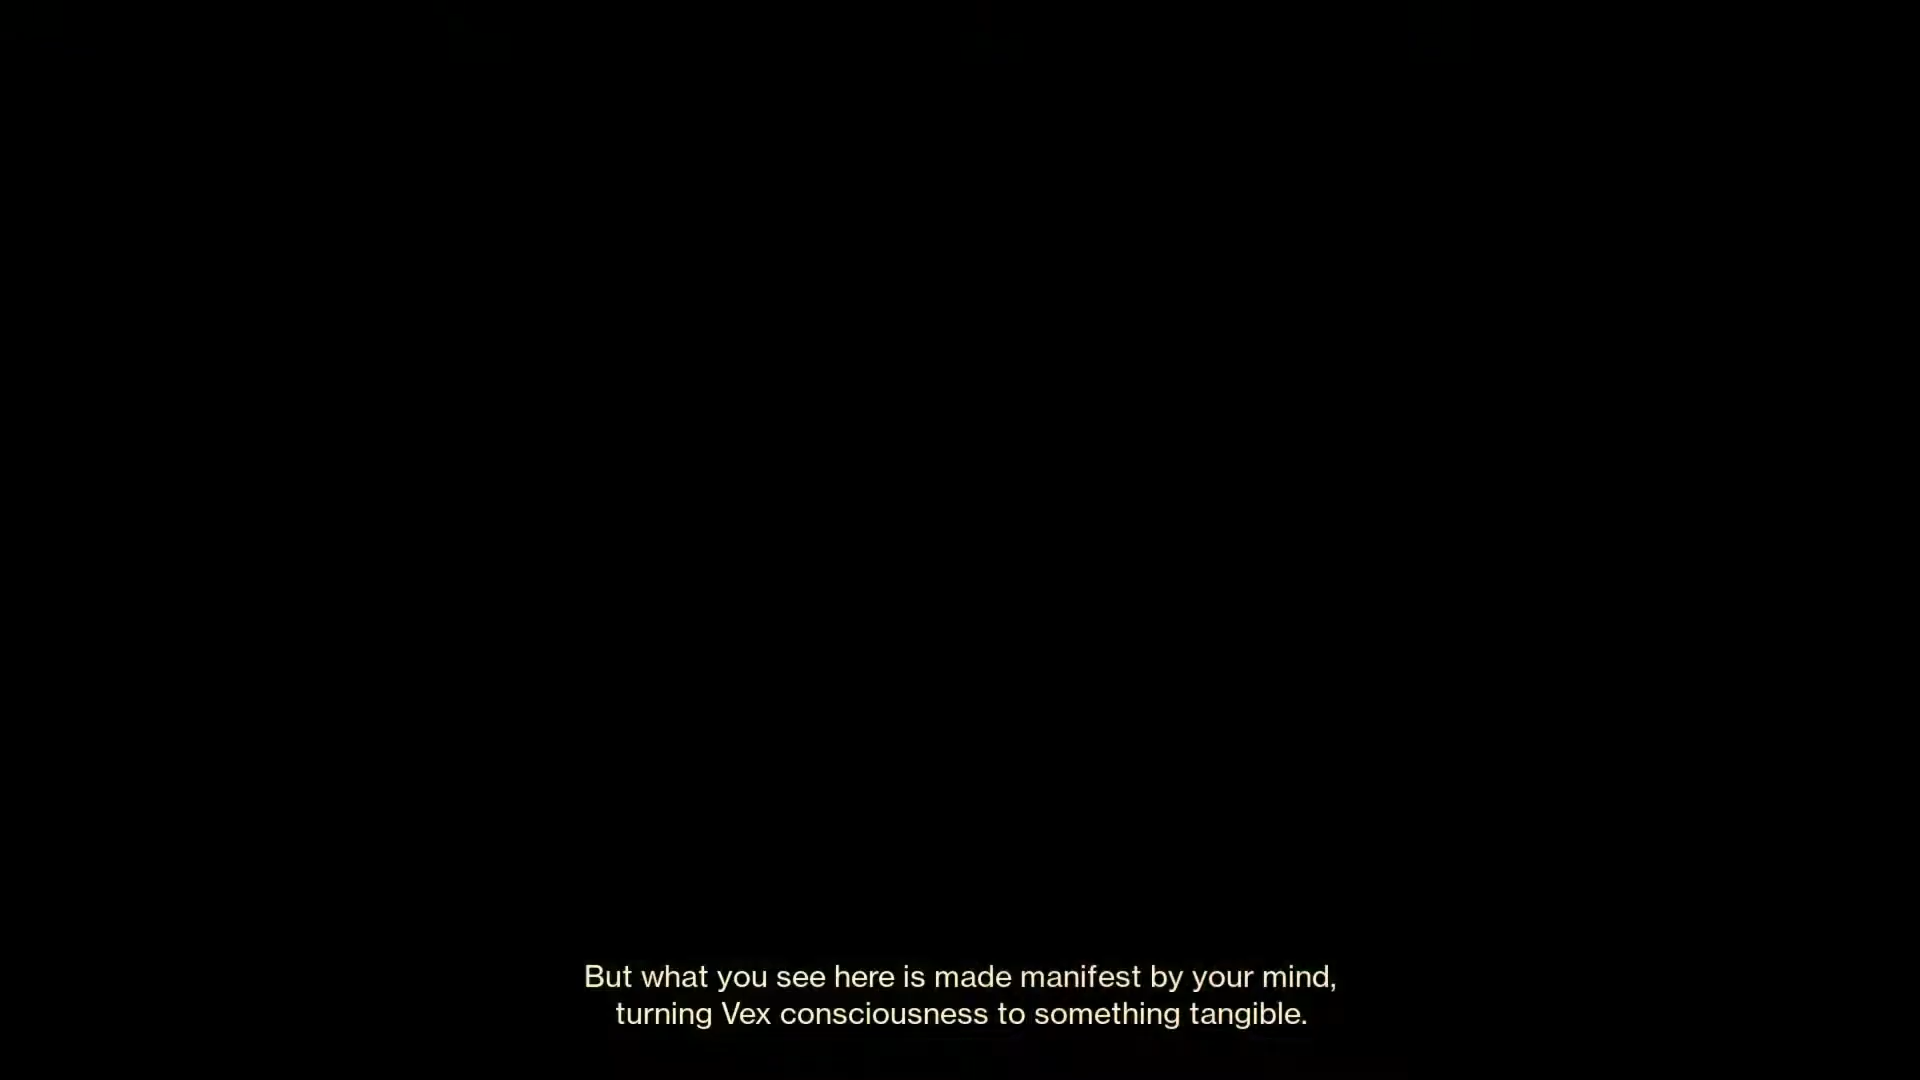 But what you see here is made manifest by your mind,
turning Vex consciousness to something tangible.